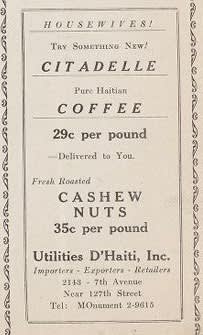 HOUSEWIVES!
TRY SOMETHING NEW!
CITADELLE
Pure Haitian
COFFEE
29c per pound
—Delivered to You.
Fresh Roasted
CASHEW
NUTS
35c per pound
Utilities D'Haiti, Inc.
Importers - Exporters - Retailers
2143 - 7th Avenue
Near 127th Street
Tel: MOnument 2-9615